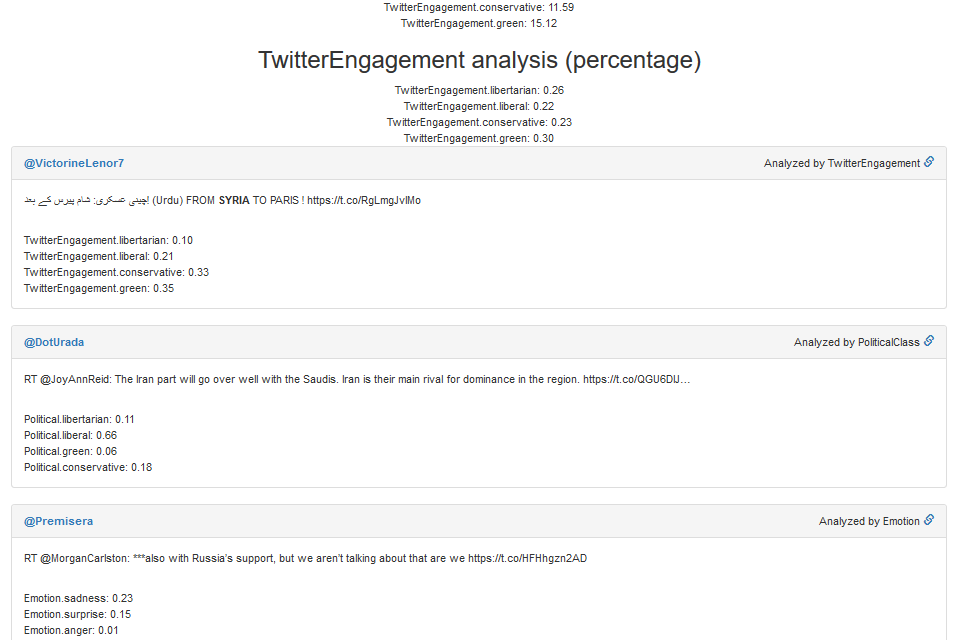 TwitterEngagement.conservative: 11.59
TwitterEngagement.green: 15.12
TwitterEngagement analysis (percentage)
TwitterEngagement.libertarian: 0.26
TwitterEngagement.liberal: 0.22
TwitterEngagement.conservative: 0.23
TwitterEngagement.green: 0.30
@VictorineLenor7 Analyzed by TwitterEngagement
چینی عسکری: شام پیرس کے بعد! (Urdu) FROM SYRIA TO PARIS ! https://t.co/RgLmgJvIMo
TwitterEngagement.libertarian: 0.10
TwitterEngagement.liberal: 0.21
TwitterEngagement.conservative: 0.33
TwitterEngagement.green: 0.35
@DotUrada Analyzed by PoliticalClass
RT @JoyAnnReid: The Iran part will go over well with the Saudis. Iran is their main rival for dominance in the region. https://t.co/QGU6DlJ…
Political.libertarian: 0.11
Political.liberal: 0.66
Political.green: 0.06
Political.conservative: 0.18
@Premisera Analyzed by Emotion
RT @MorganCarlston: ***also with Russia's support, but we aren't talking about that are we https://t.co/HFHhgzn2AD
Emotion.sadness: 0.23
Emotion.surprise: 0.15
Emotion.anger: 0.01